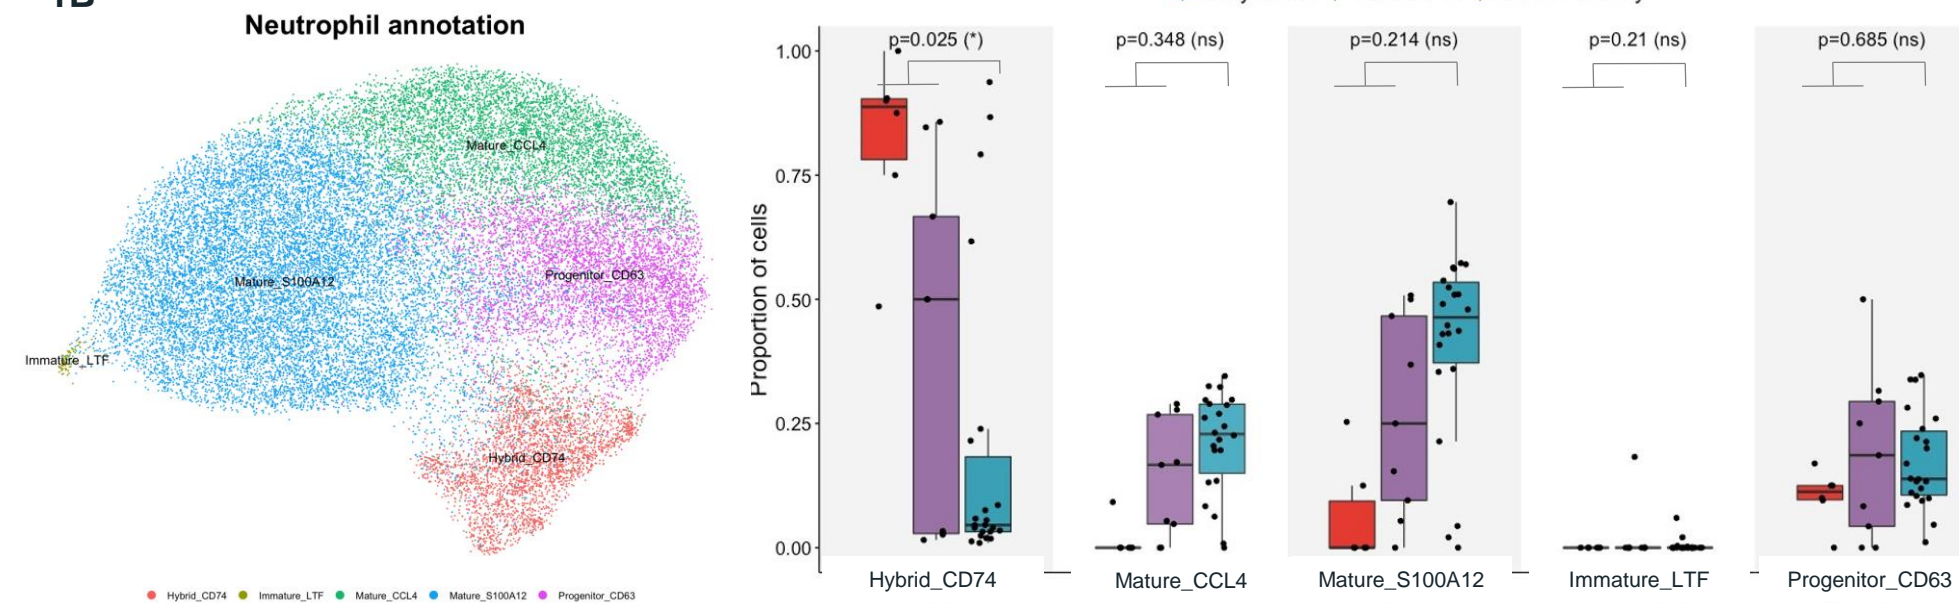 Neutrophil annotation
Mature_CCL4
Mature_S100A12
Progenitor_CD63
Immature_LTF
Hybrid_CD74
Hybrid_CD74 Immature_LTF Mature_CCL4 Mature_S100A12 Progenitor_CD63
p=0.025 (*) p=0.348 (ns) p=0.214 (ns) p=0.21 (ns) p=0.685 (ns)
Proportion of cells
1.00
0.75
0.50
0.25
0.00
Hybrid_CD74 Mature_CCL4 Mature_S100A12 Immature_LTF Progenitor_CD63